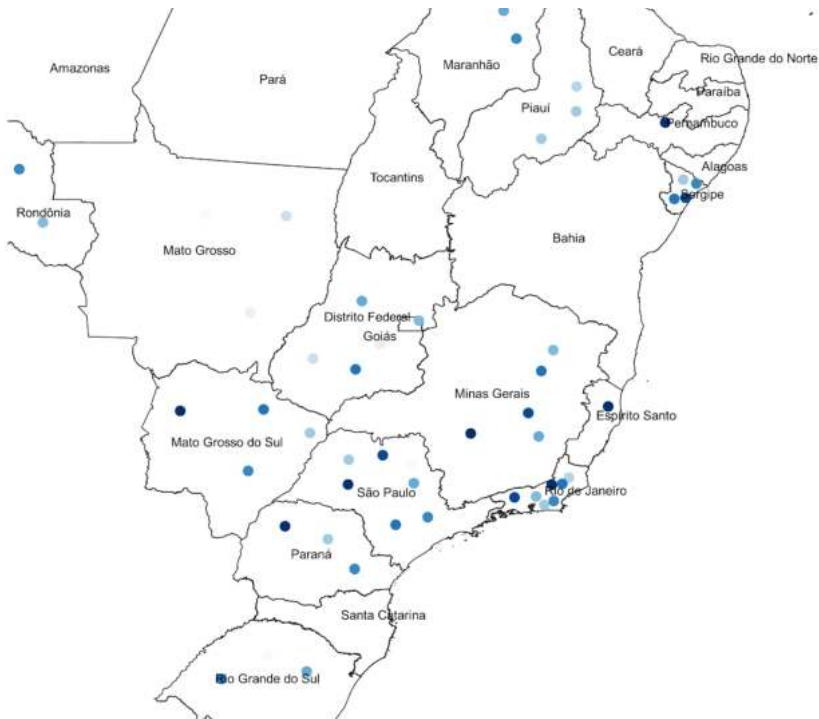 Ceará
Rio Grande do Norte
Maranhão
Amazonas
Pará
Paraíba
Piauí
Pernambuco
Alagoas
Tocantins
Sergipe
Rondônia
Bahia
Mato Grosso
Distrito Federal
Goiás
Minas Gerais
Espírito Santo
Mato Grosso do Sul
São Paulo
Rio de Janeiro
Paraná
Santa Catarina
Rio Grande do Sul